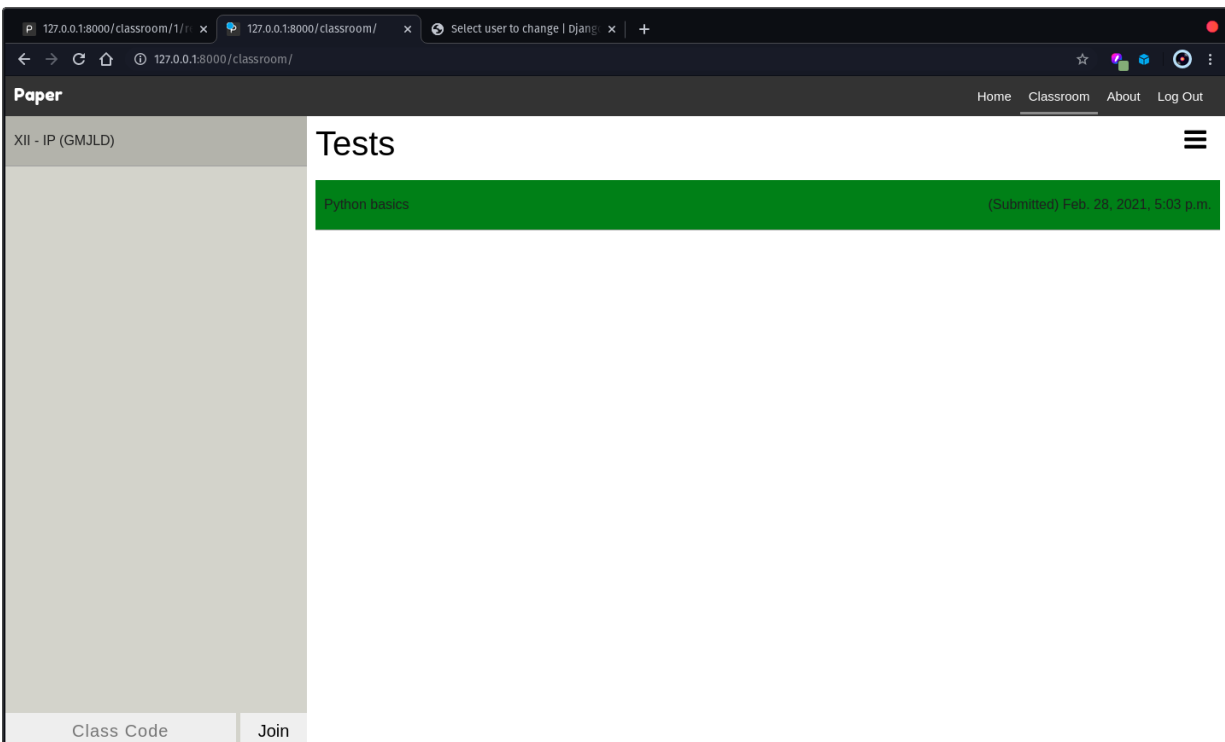 127.0.0.1:8000/classroom/1/ 127.0.0.1:8000/classroom/ Select user to change | Djang
127.0.0.1:8000/classroom/
Paper Home Classroom About Log Out
XII - IP (GMJLD)
Tests
Python basics (Submitted) Feb. 28, 2021, 5:03 p.m.
Class Code Join